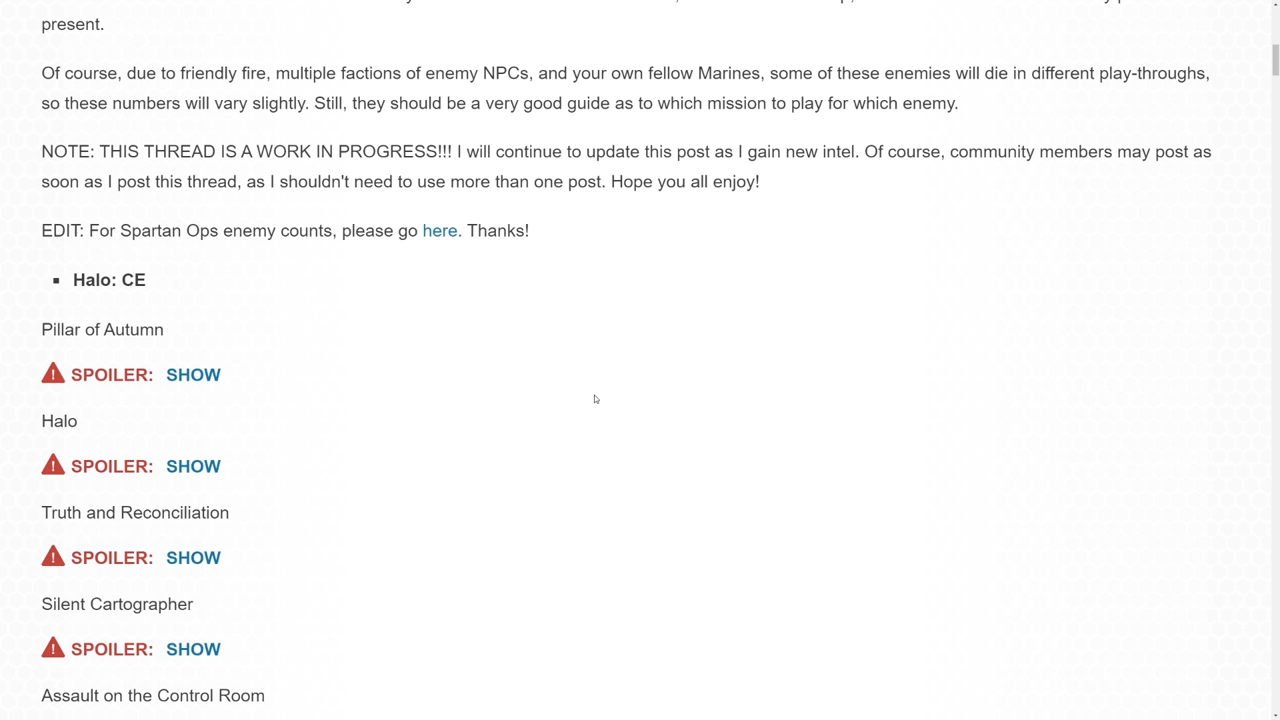 present.
Of course, due to friendly fire, multiple factions of enemy NPCs, and your own fellow Marines, some of these enemies will die in different play-throughs,
so these numbers will vary slightly. Still, they should be a very good guide as to which mission to play for which enemy.
NOTE: THIS THREAD IS A WORK IN PROGRESS!!! I will continue to update this post as I gain new intel. Of course, community members may post as
soon as I post this thread, as I shouldn't need to use more than one post. Hope you all enjoy!
EDIT: For Spartan Ops enemy counts, please go here. Thanks!
▪ Halo: CE
Pillar of Autumn
SPOILER: SHOW
Halo
SPOILER: SHOW
Truth and Reconciliation
SPOILER: SHOW
Silent Cartographer
SPOILER: SHOW
Assault on the Control Room